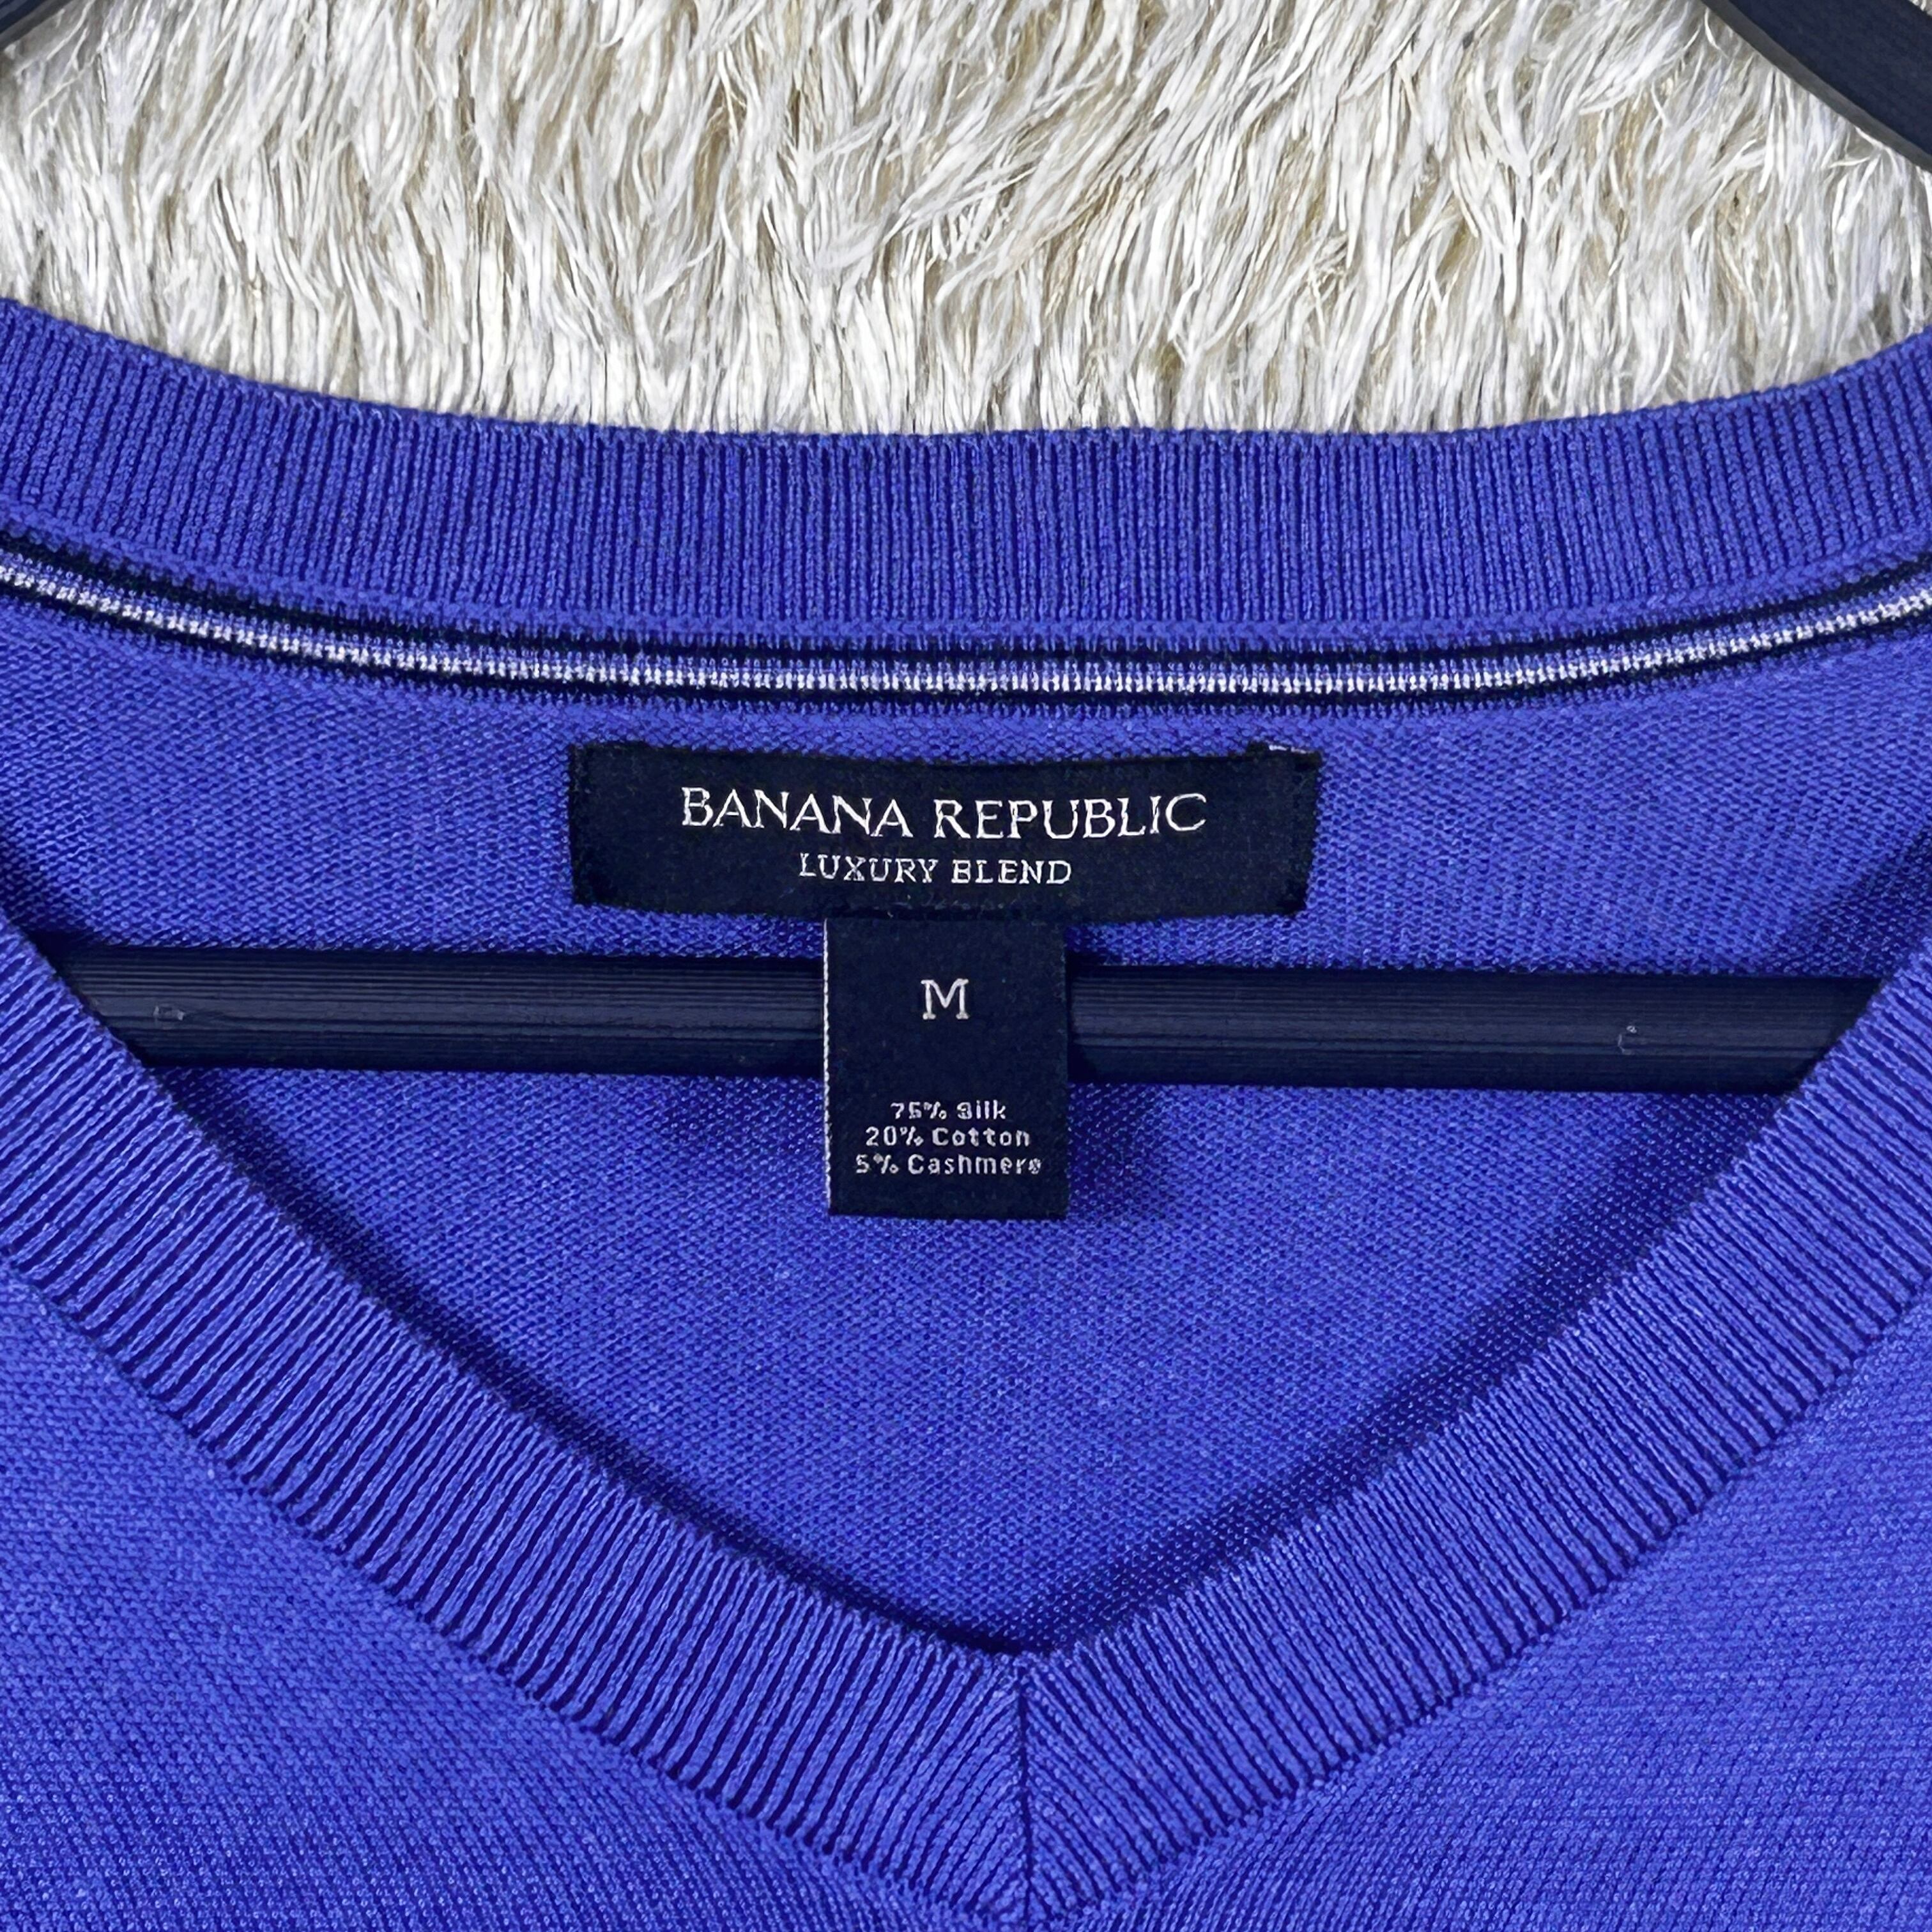 BANANA REPUBLIC
LUXURY BLEND
M
75% Silk
20% Cotton
5% Cashmere